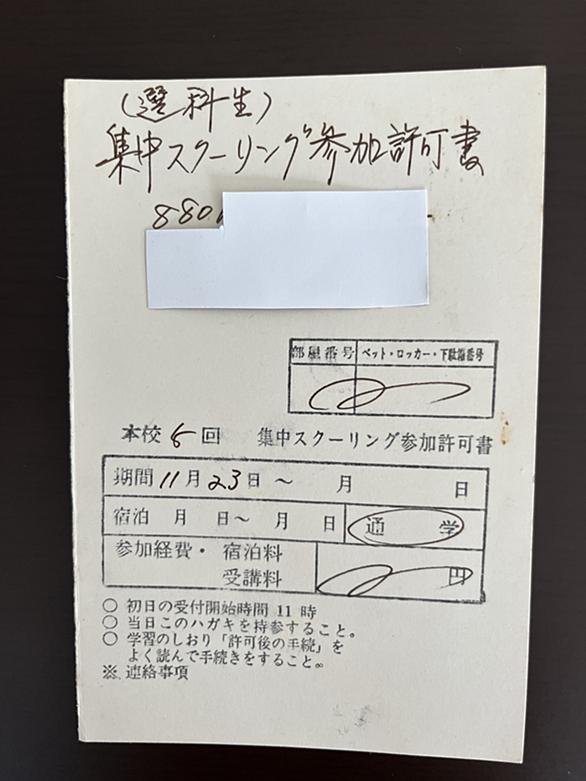 (選科生)
集中スクーリング参加許可書
880
部屋番号 ベット・ロッカー・下駄箱番号
本校 6 回 集中スクーリング参加許可書
期間 11月23日 ~ 月 日
宿泊 月 日~ 月 日 通 学
参加経費・宿泊料
受講料 円
○ 初日の受付開始時間 11 時
○ 当日このハガキを持参すること。
○ 学習のしおり「許可後の手続」を
よく読んで手続きをすること。
※ 連絡事項